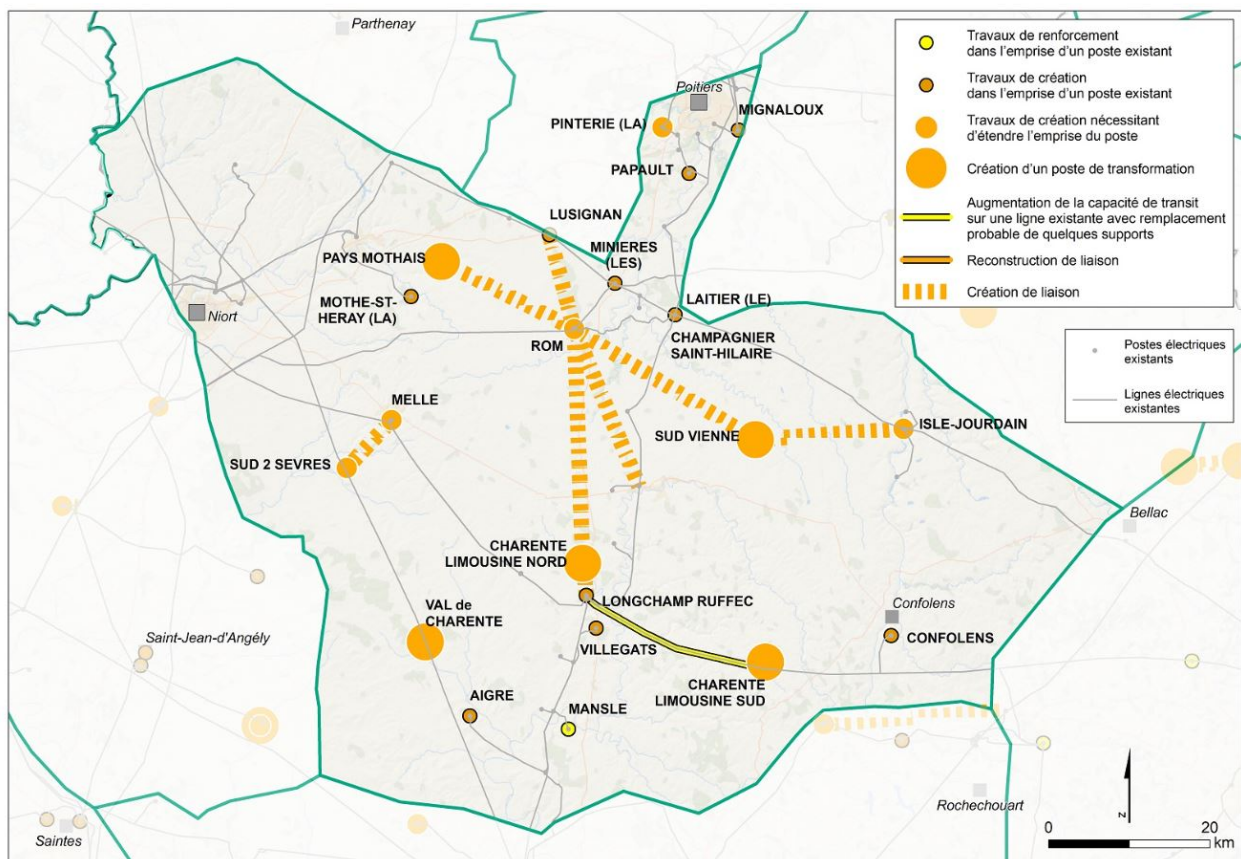 Parthenay
Travaux de renforcement
dans l'emprise d'un poste existant
Travaux de création
dans l'emprise d'un poste existant
Travaux de création nécessitant
d'étendre l'emprise du poste
Création d'un poste de transformation
Augmentation de la capacité de transit
sur une ligne existante avec remplacement
probable de quelques supports
Reconstruction de liaison
Création de liaison
Postes électriques
existants
Lignes électriques
existantes
Poitiers
MIGNALOUX
PINTERIE (LA)
PAPAULT
LUSIGNAN
MINIERES
(LES)
PAYS MOTHAIS
MOTHE-ST-
HERAY (LA)
LAITIER (LE)
Niort
ROM
CHAMPAGNIER
SAINT-HILAIRE
MELLE
SUD VIENNE
ISLE-JOURDAIN
SUD 2 SEVRES
Bellac
CHARENTE
LIMOUSINE NORD
LONGCHAMP RUFFEC
Confolens
VAL de
CHARENTE
Saint-Jean-d'Angély
VILLEGATS
CONFOLENS
CHARENTE
LIMOUSINE SUD
AIGRE
MANSLE
Rochechouart
N
Saintes
0
20
km